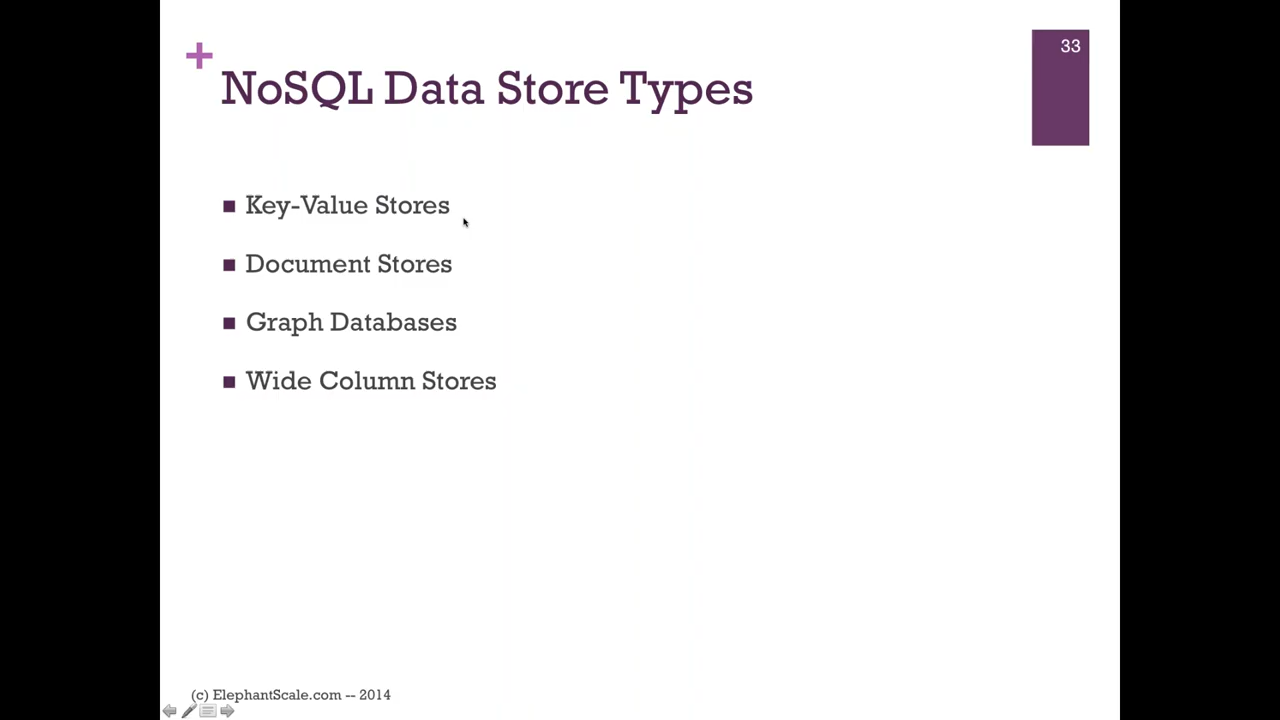 +
33
NoSQL Data Store Types
Key-Value Stores
Document Stores
Graph Databases
Wide Column Stores
(c) ElephantScale.com -- 2014